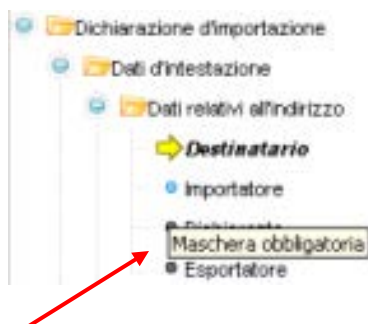 Dichiarazione d'importazione
Dati d'intestazione
Dati relativi all'indirizzo
Destinatario
Importatore
Maschera obbligatoria
Esportatore